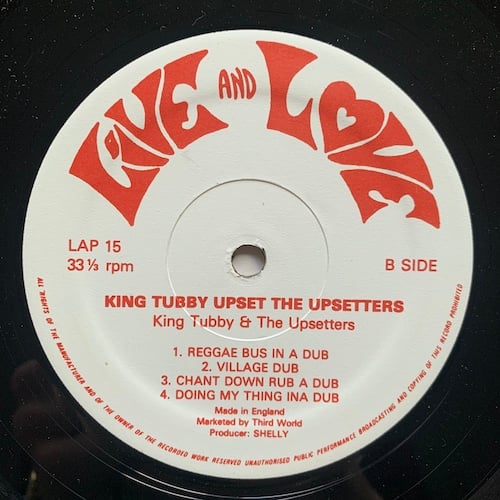 LIVE AND LOVE
LAP 15
33 ⅓ rpm
B SIDE
KING TUBBY UPSET THE UPSETTERS
King Tubby & The Upsetters
1. REGGAE BUS IN A DUB
2. VILLAGE DUB
3. CHANT DOWN RUB A DUB
4. DOING MY THING INA DUB
Made in England
Marketed by Third World
Producer: SHELLY
ALL RIGHTS OF THE MANUFACTURER AND OF THE OWNER OF THE RECORDED WORK RESERVED UNAUTHORISED PUBLIC PERFORMANCE BROADCASTING AND COPYING OF THIS RECORD PROHIBITED